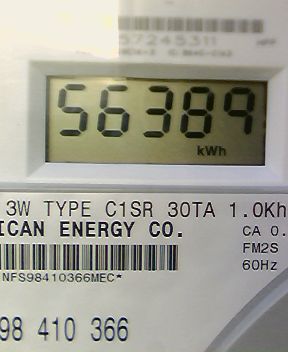 57245311
56389
kWh
3W TYPE C1SR 30TA 1.0Kh
ICAN ENERGY CO.
CA 0.
FM2S
60Hz
NFS98410366MEC*
98 410 366